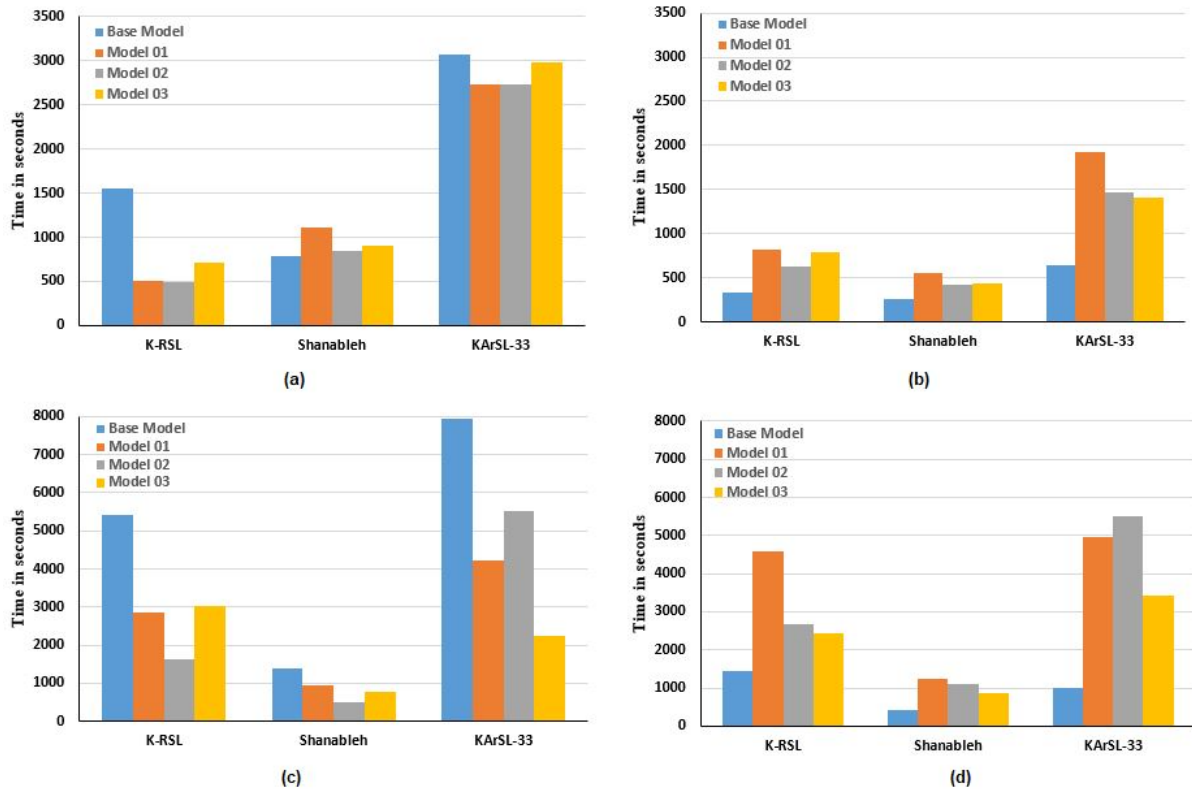 3500
3000
2500
2000
1500
1000
500
0
Time in seconds
Base Model
Model 01
Model 02
Model 03
K-RSL Shanableh KArSL-33
(a)
3500
3000
2500
2000
1500
1000
500
0
Time in seconds
Base Model
Model 01
Model 02
Model 03
K-RSL Shanableh KArSL-33
(b)
8000
7000
6000
5000
4000
3000
2000
1000
0
Time in seconds
Base Model
Model 01
Model 02
Model 03
K-RSL Shanableh KArSL-33
(c)
8000
7000
6000
5000
4000
3000
2000
1000
0
Time in seconds
Base Model
Model 01
Model 02
Model 03
K-RSL Shanableh KArSL-33
(d)